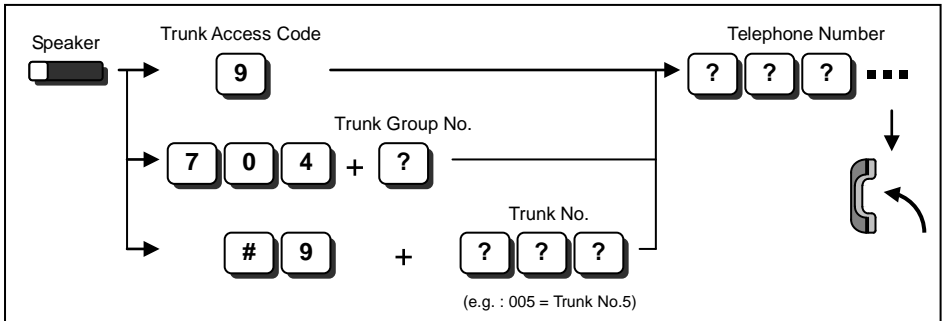 Speaker
Trunk Access Code
9
Telephone Number
? ? ?
Trunk Group No.
7 0 4 + ?
Trunk No.
# 9 + ? ? ?
(e.g. : 005 = Trunk No.5)